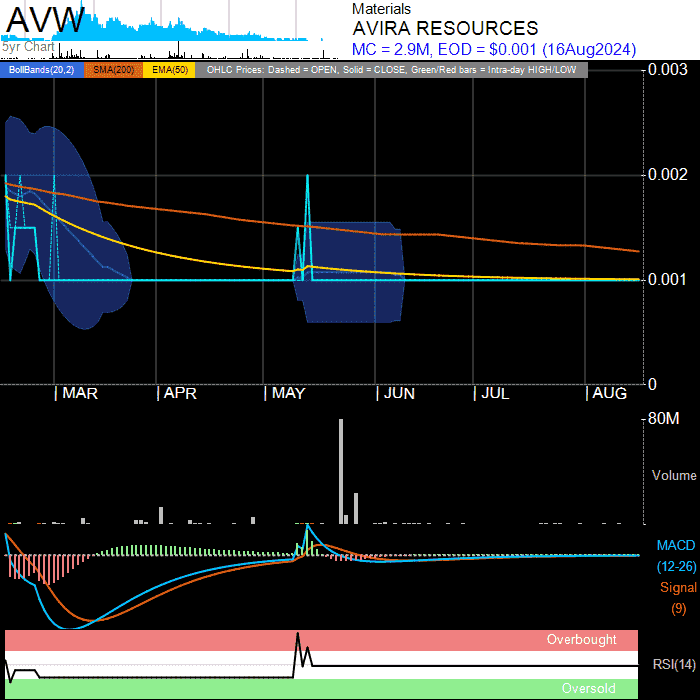 AVW
5yr Chart
Materials
AVIRA RESOURCES
MC = 2.9M, EOD = $0.001 (16Aug2024)
BollBands(20,2) SMA(200) EMA(50) OHLC Prices: Dashed = OPEN, Solid = CLOSE, Green/Red bars = Intra-day HIGH/LOW
0.003
0.002
0.001
0
MAR APR MAY JUN JUL AUG
80M
Volume
MACD
(12-26)
Signal
(9)
Overbought
RSI(14)
Oversold